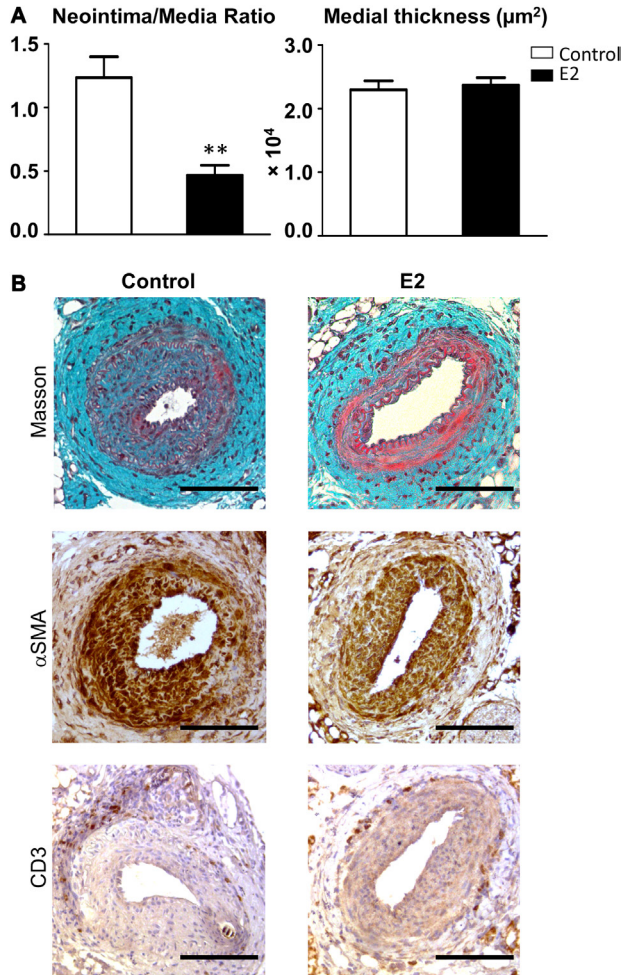 A
Neointima/Media Ratio
Medial thickness (μm²)
1.5
1.0
0.5
0.0
**
3.0
2.0
1.0
0.0
× 10⁴
Control
E2
B
Control
E2
Masson
αSMA
CD3